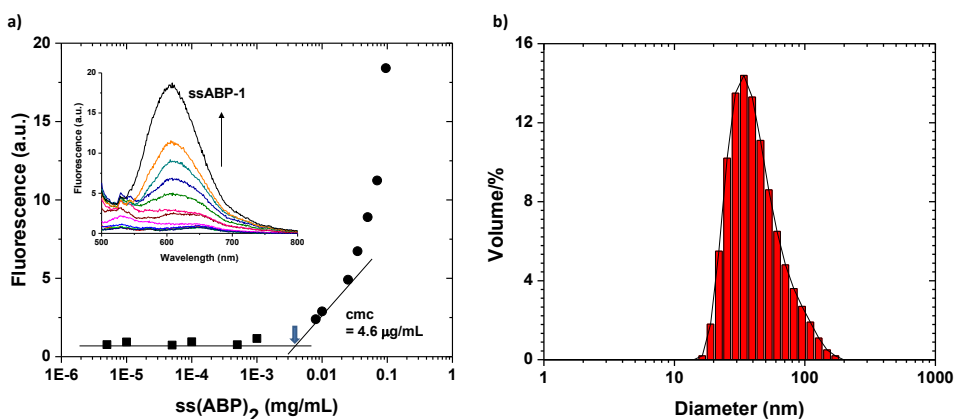 a)
20
15
10
5
0
Fluorescence (a.u.)
1E-6 1E-5 1E-4 1E-3 0.01 0.1 1
ss(ABP)2 (mg/mL)
cmc
= 4.6 μg/mL
20
15
10
5
0
Fluorescence (a.u.)
500 600 700 800
Wavelength (nm)
ssABP-1
b)
16
12
8
4
0
Volume/%
1 10 100 1000
Diameter (nm)